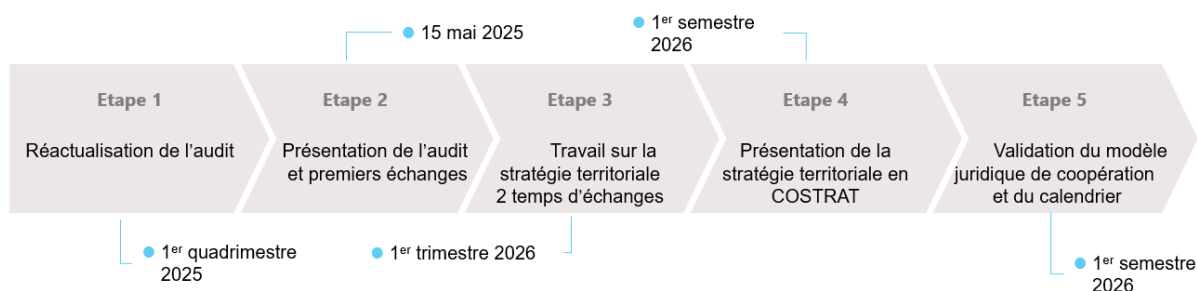 15 mai 2025
1er semestre
2026
Etape 1
Etape 2
Etape 3
Etape 4
Etape 5
Réactualisation de l’audit
Présentation de l’audit
et premiers échanges
Travail sur la
stratégie territoriale
2 temps d’échanges
Présentation de la
stratégie territoriale en
COSTRAT
Validation du modèle
juridique de coopération
et du calendrier
1er quadrimestre
2025
1er trimestre 2026
1er semestre
2026